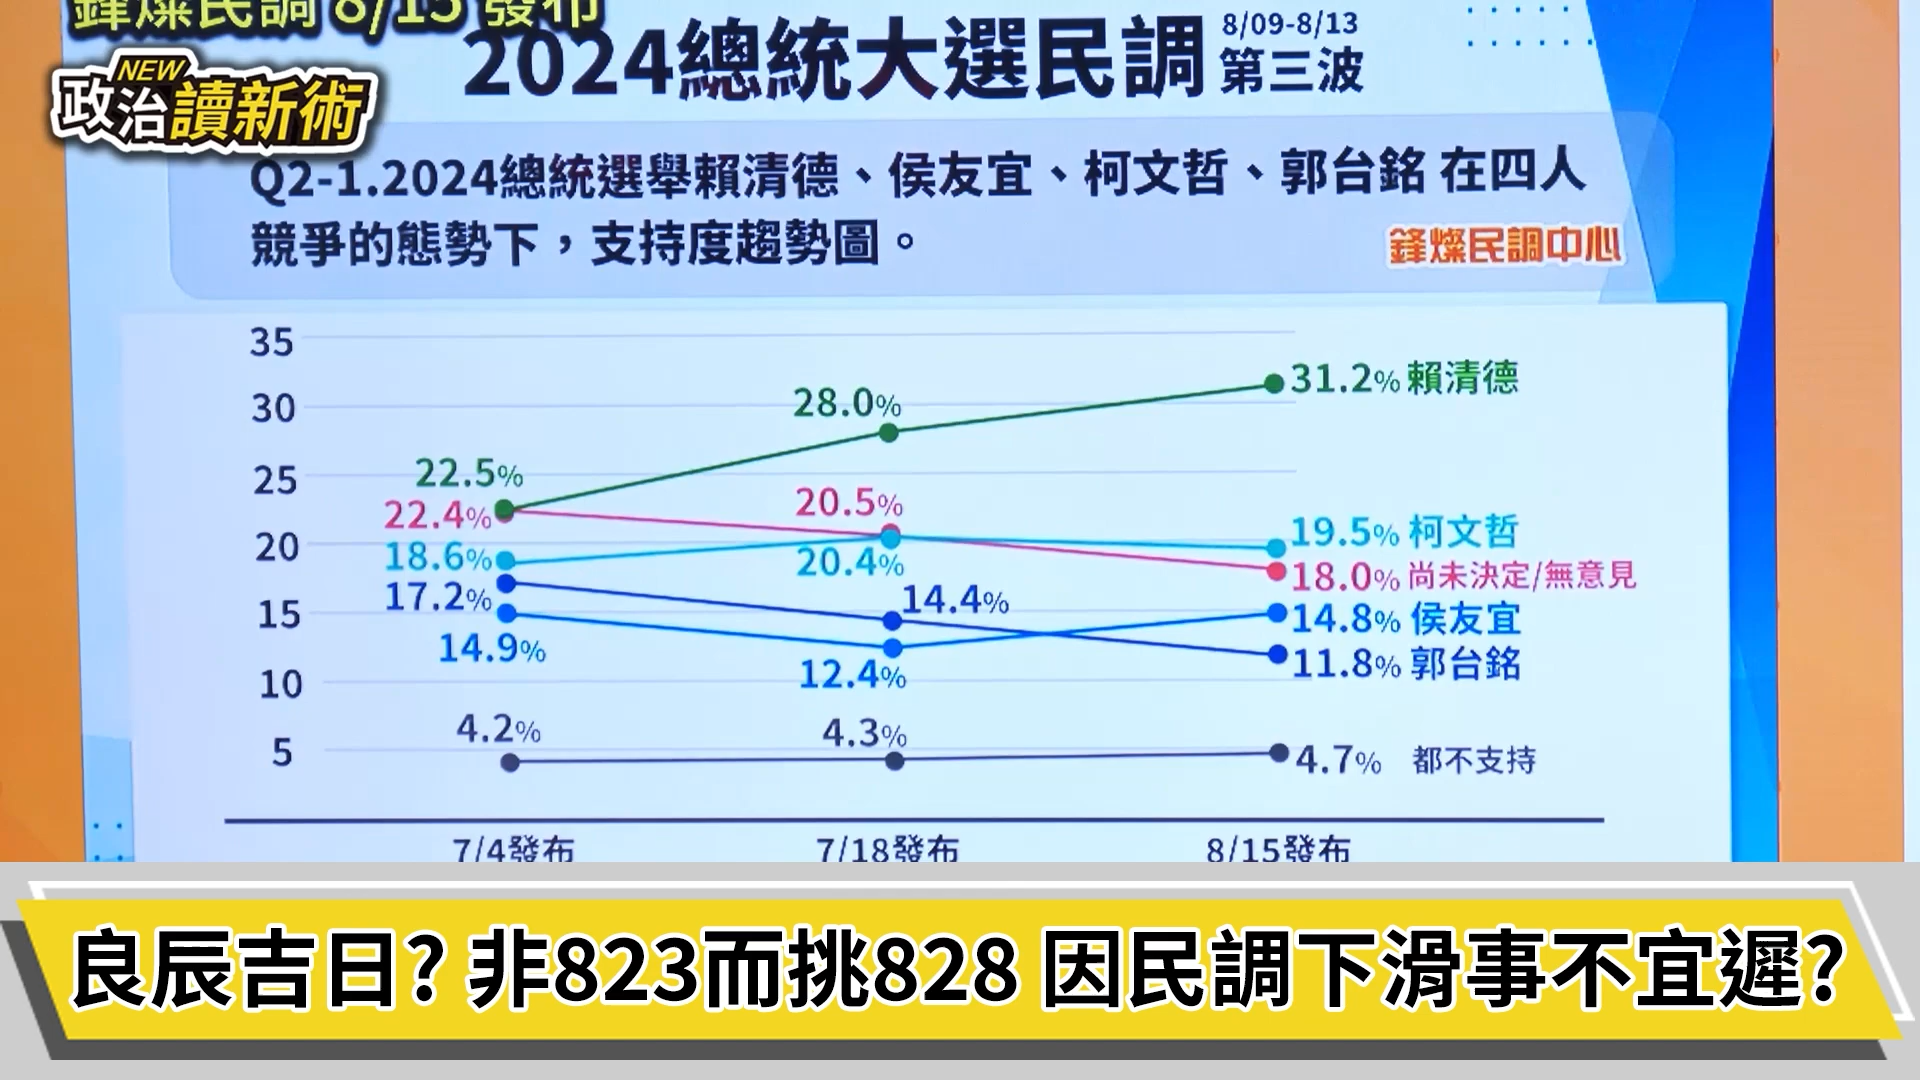 鋒燦民調 8/15 發布
NEW
政治讀新術
2024總統大選民調
8/09-8/13
第三波
Q2-1.2024總統選舉賴清德、侯友宜、柯文哲、郭台銘 在四人
競爭的態勢下，支持度趨勢圖。
鋒燦民調中心
35
30
25
20
15
10
5
22.5%
22.4%
18.6%
17.2%
14.9%
4.2%
28.0%
20.5%
20.4%
14.4%
12.4%
4.3%
31.2% 賴清德
19.5% 柯文哲
18.0% 尚未決定/無意見
14.8% 侯友宜
11.8% 郭台銘
4.7% 都不支持
7/4發布
7/18發布
8/15發布
良辰吉日? 非823而挑828 因民調下滑事不宜遲?